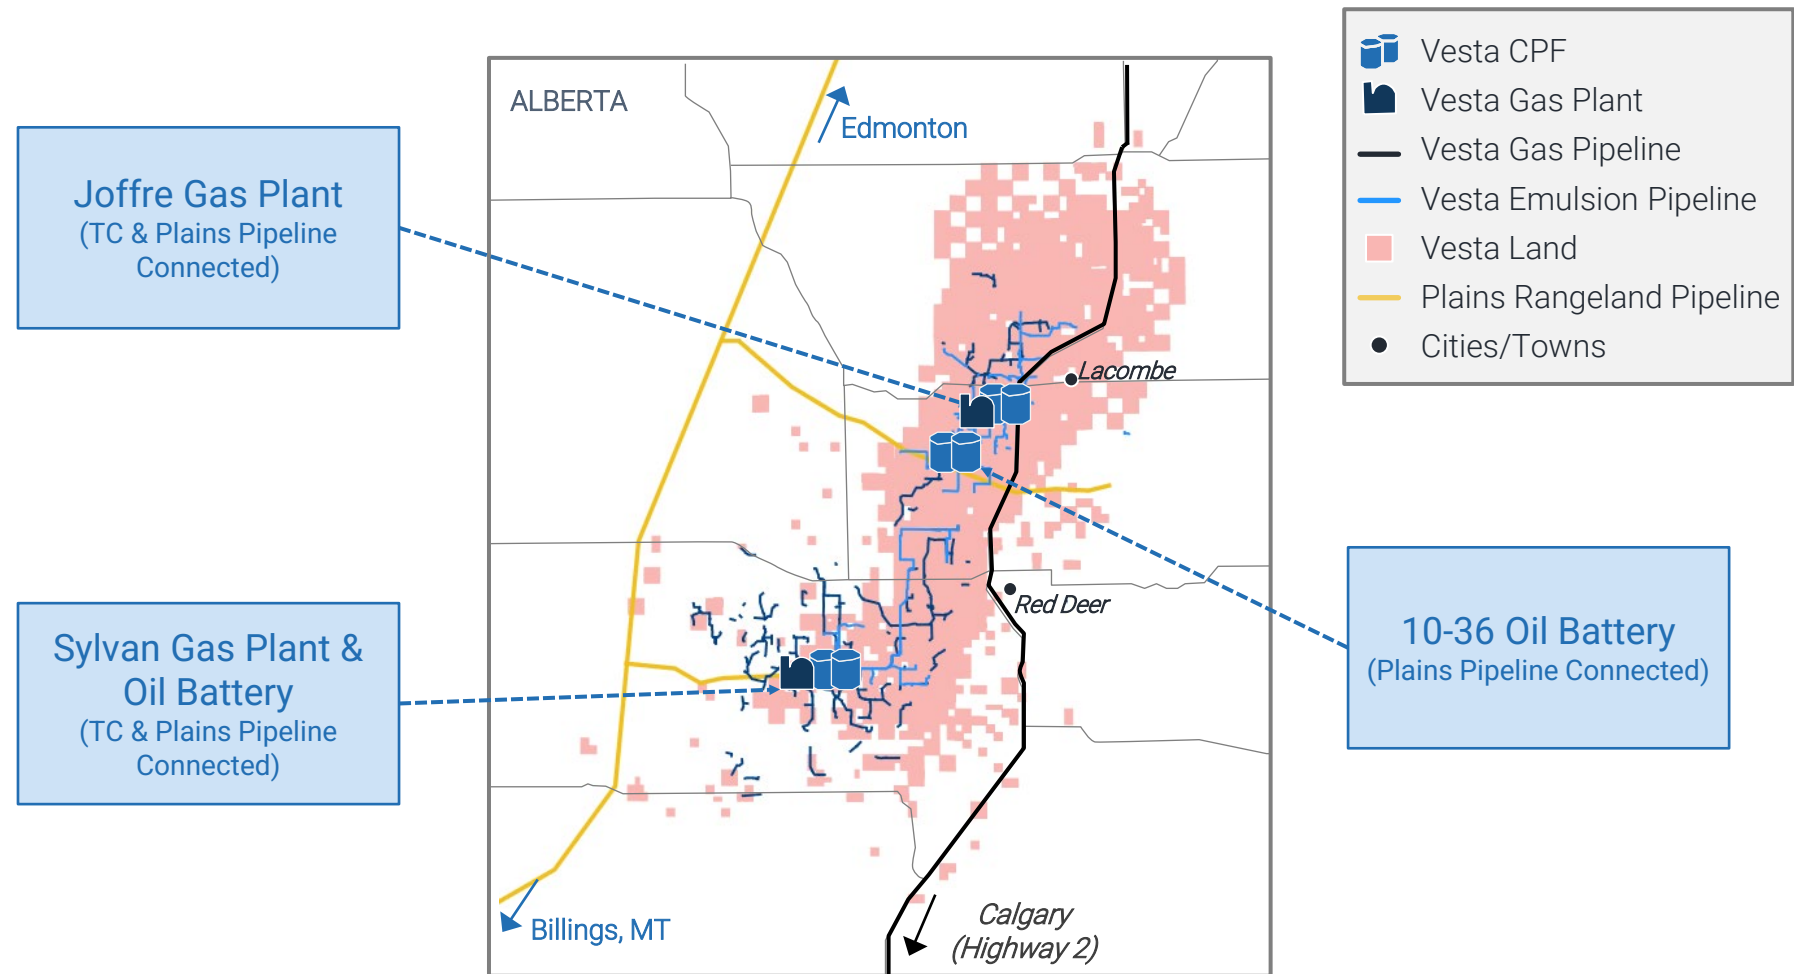 Vesta CPF
Vesta Gas Plant
Vesta Gas Pipeline
Vesta Emulsion Pipeline
Vesta Land
Plains Rangeland Pipeline
Cities/Towns
ALBERTA
Edmonton
Joffre Gas Plant
(TC & Plains Pipeline
Connected)
Lacombe
Red Deer
Sylvan Gas Plant &
Oil Battery
(TC & Plains Pipeline
Connected)
10-36 Oil Battery
(Plains Pipeline Connected)
Billings, MT
Calgary
(Highway 2)